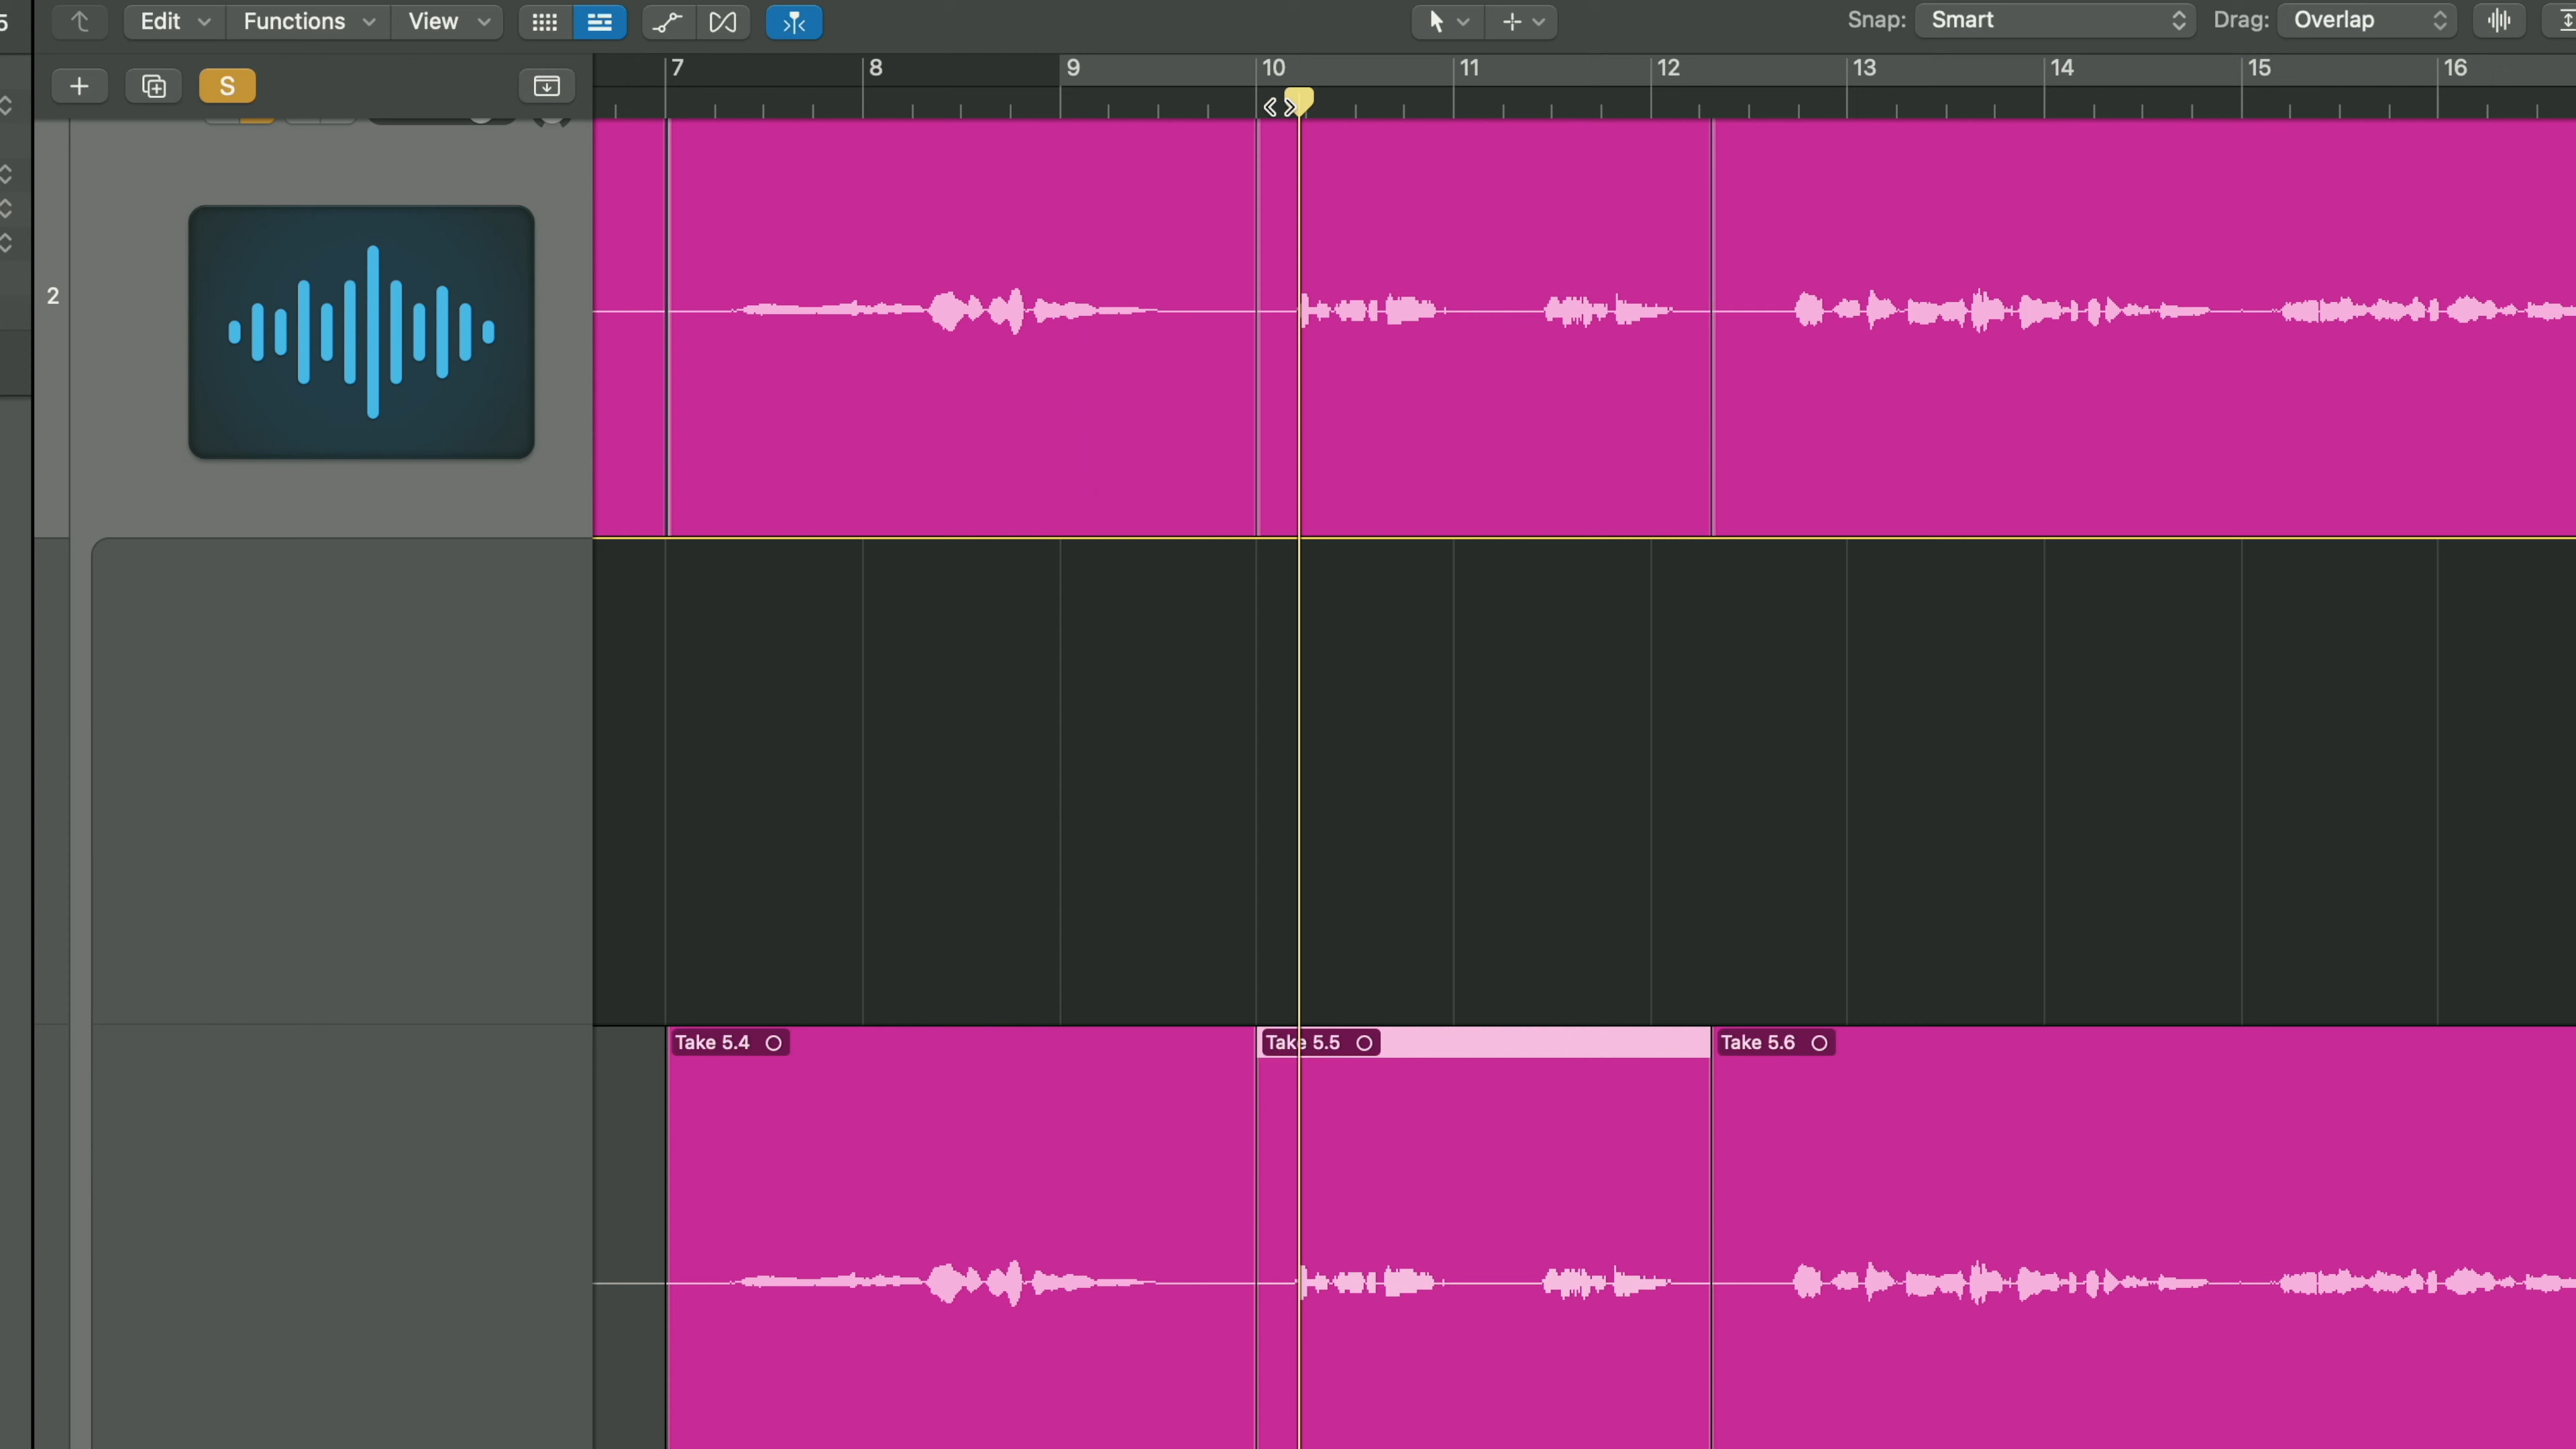 5 Edit Functions View Snap: Smart Drag: Overlap
S
7 8 9 10 11 12 13 14 15 16
2
Take 5.4 Take 5.5 Take 5.6